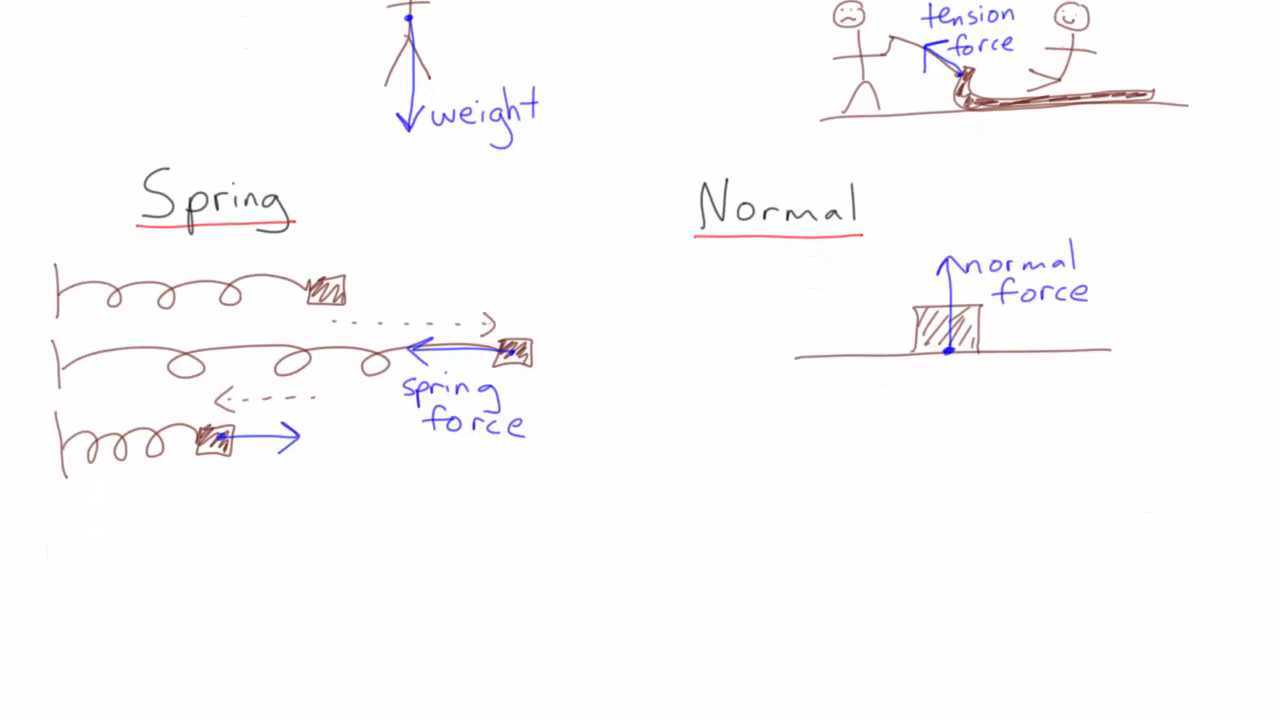 tension
force
weight
Spring
Normal
normal
force
spring
force